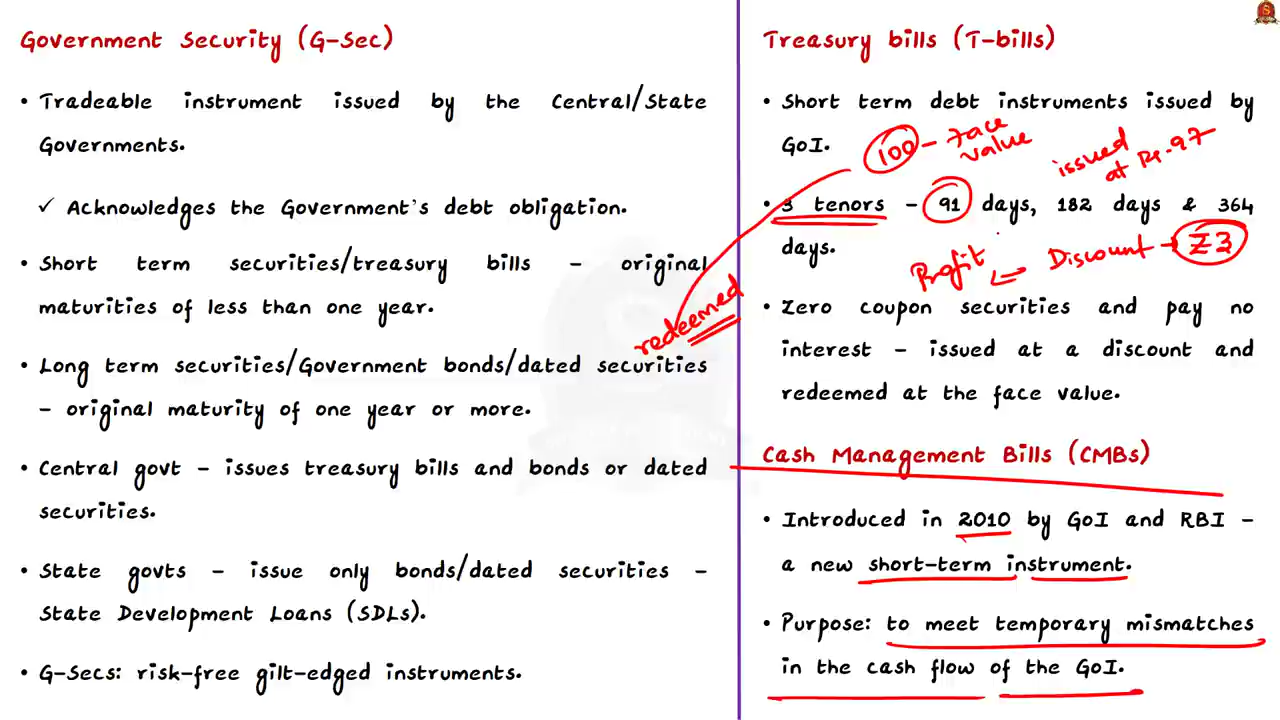 Government Security (G-Sec)
• Tradeable instrument issued by the Central/State
Governments.
✓ Acknowledges the Government's debt obligation.
• Short term securities/treasury bills – original
maturities of less than one year.
• Long term securities/Government bonds/dated securities
– original maturity of one year or more.
• Central govt – issues treasury bills and bonds or dated
securities.
• State govts – issue only bonds/dated securities –
State Development Loans (SDLs).
• G-Secs: risk-free gilt-edged instruments.
redeemed
Treasury bills (T-bills)
• Short term debt instruments issued by
GoI.
100 – Face
value
issued
at Rs. 97
• 3 tenors – 91 days, 182 days & 364
days.
Profit
Discount → ₹3
• Zero coupon securities and pay no
interest – issued at a discount and
redeemed at the face value.
Cash Management Bills (CMBs)
• Introduced in 2010 by GoI and RBI –
a new short-term instrument.
• Purpose: to meet temporary mismatches
in the cash flow of the GoI.